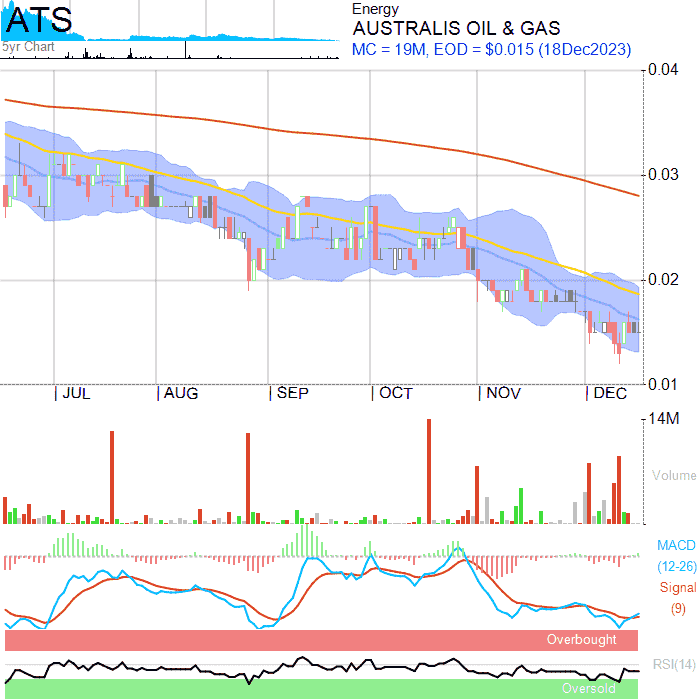 ATS
5yr Chart
Energy
AUSTRALIS OIL & GAS
MC = 19M, EOD = $0.015 (18Dec2023)
0.04
0.03
0.02
0.01
JUL
AUG
SEP
OCT
NOV
DEC
14M
Volume
MACD
(12-26)
Signal
(9)
Overbought
RSI(14)
Oversold